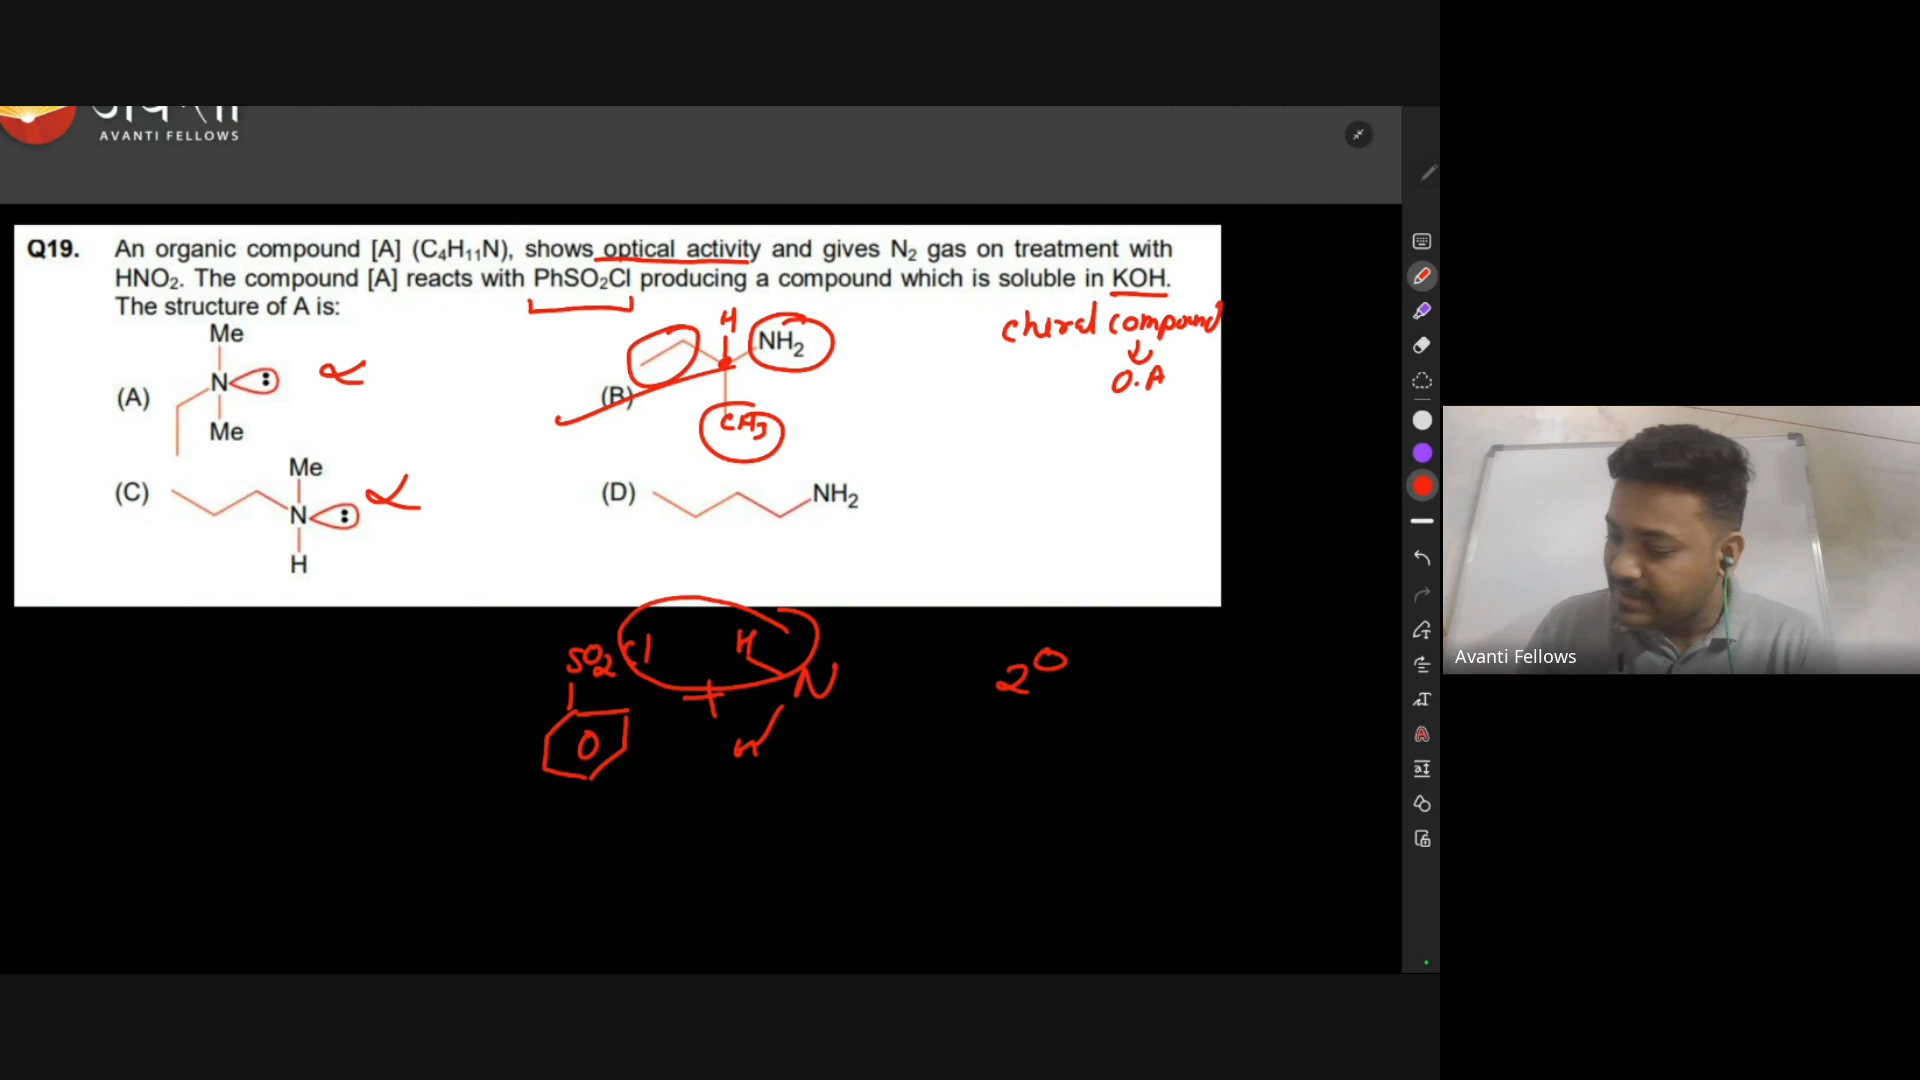 AVANTI FELLOWS
Q19. An organic compound [A] (C₄H₁₁N), shows optical activity and gives N₂ gas on treatment with
HNO₂. The compound [A] reacts with PhSO₂Cl producing a compound which is soluble in KOH.
The structure of A is:
chiral compound
O.A
Me
(A) N
Me
H
NH₂
(B)
CH3
Me
(C) N
H
(D) NH₂
SO2 Cl H
N
2°
Avanti Fellows